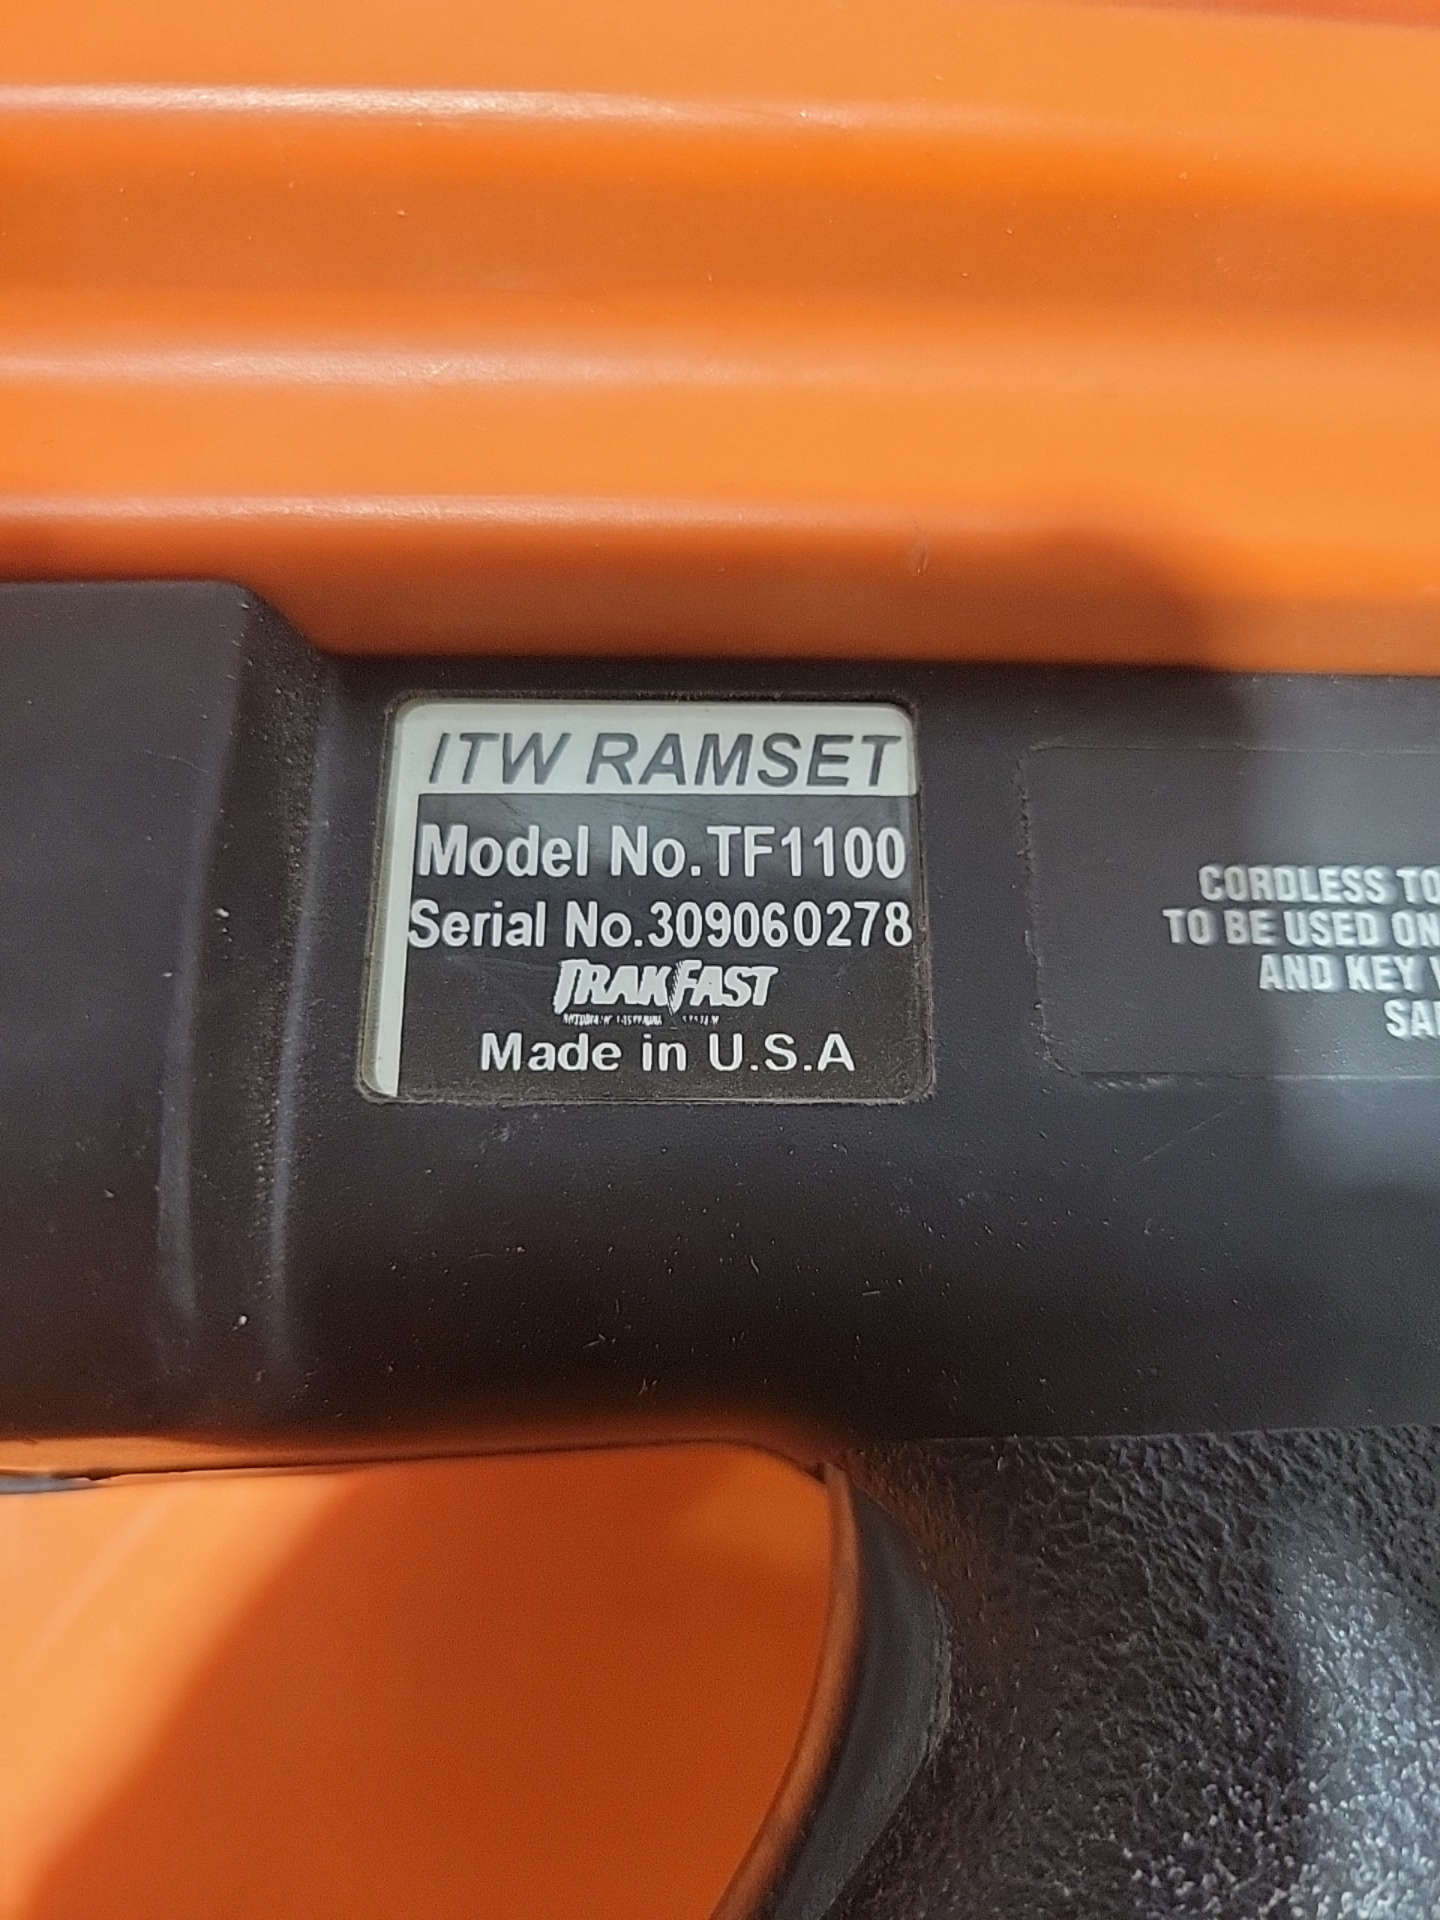 ITW RAMSET
Model No.TF1100
Serial No.309060278
TRAKFAST
Made in U.S.A
CORDLESS TO
TO BE USED ON
AND KEY
SA